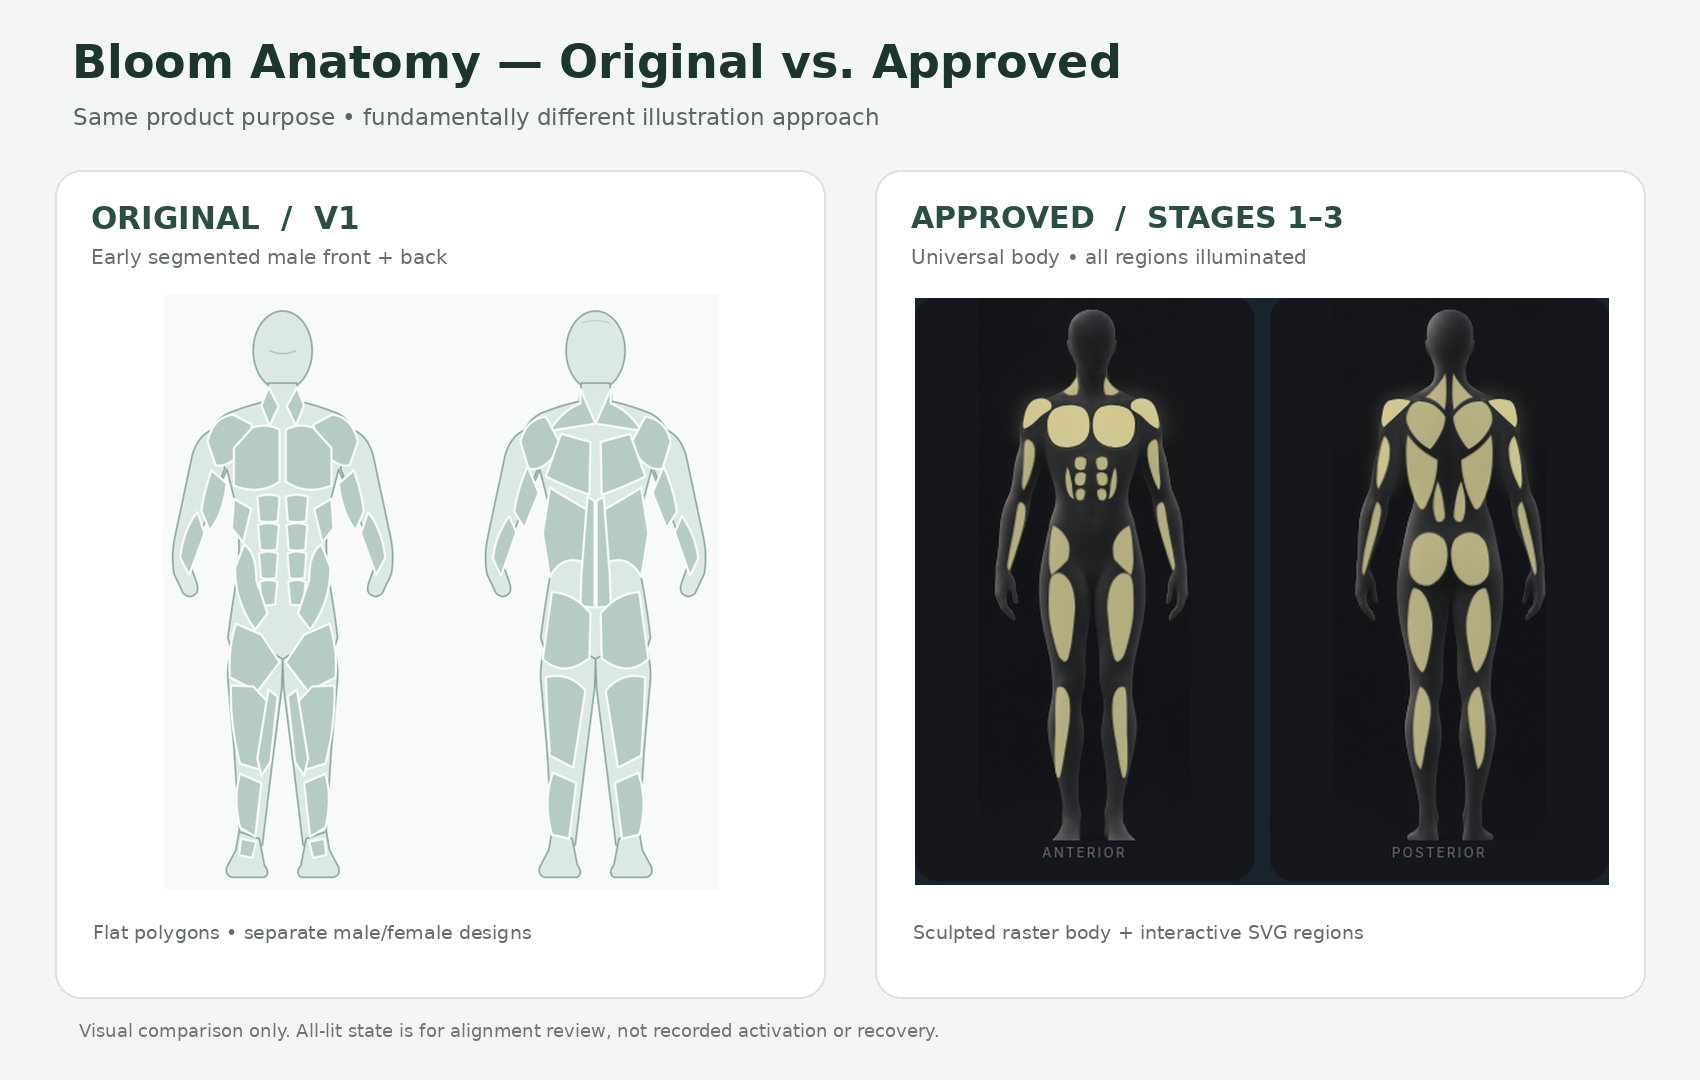 Bloom Anatomy — Original vs. Approved
Same product purpose • fundamentally different illustration approach
ORIGINAL / V1
Early segmented male front + back
Flat polygons • separate male/female designs
APPROVED / STAGES 1–3
Universal body • all regions illuminated
ANTERIOR
POSTERIOR
Sculpted raster body + interactive SVG regions
Visual comparison only. All-lit state is for alignment review, not recorded activation or recovery.